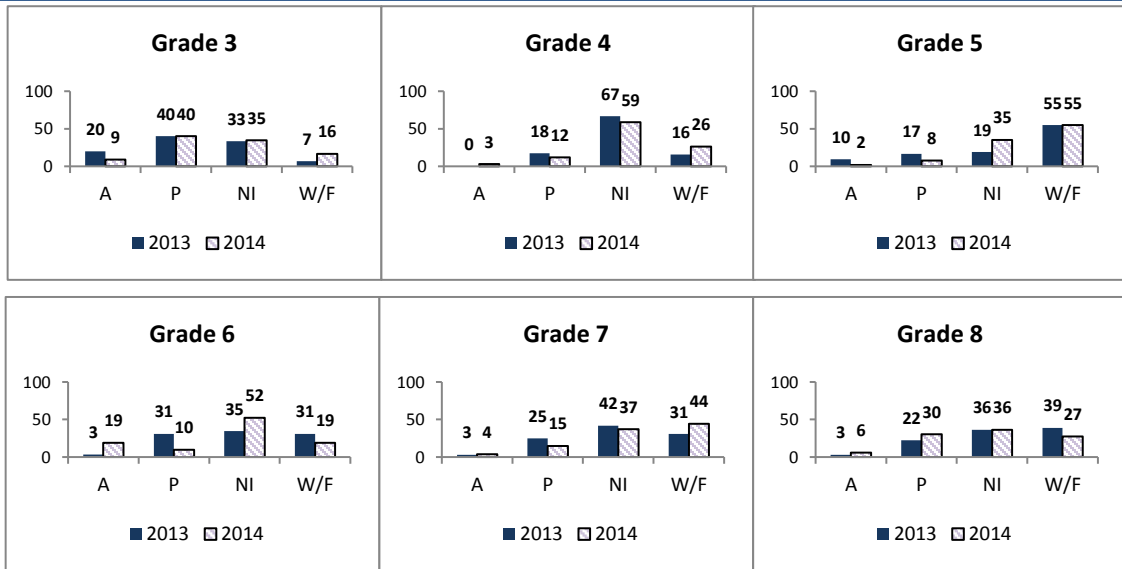 Grade 3
100
50
0
20 9 40 40 33 35 7 16
A P NI W/F
2013 2014
Grade 4
100
50
0
0 3 18 12 67 59 16 26
A P NI W/F
2013 2014
Grade 5
100
50
0
10 2 17 8 19 35 55 55
A P NI W/F
2013 2014
Grade 6
100
50
0
3 19 31 10 35 52 31 19
A P NI W/F
2013 2014
Grade 7
100
50
0
3 4 25 15 42 37 31 44
A P NI W/F
2013 2014
Grade 8
100
50
0
3 6 22 30 36 36 39 27
A P NI W/F
2013 2014